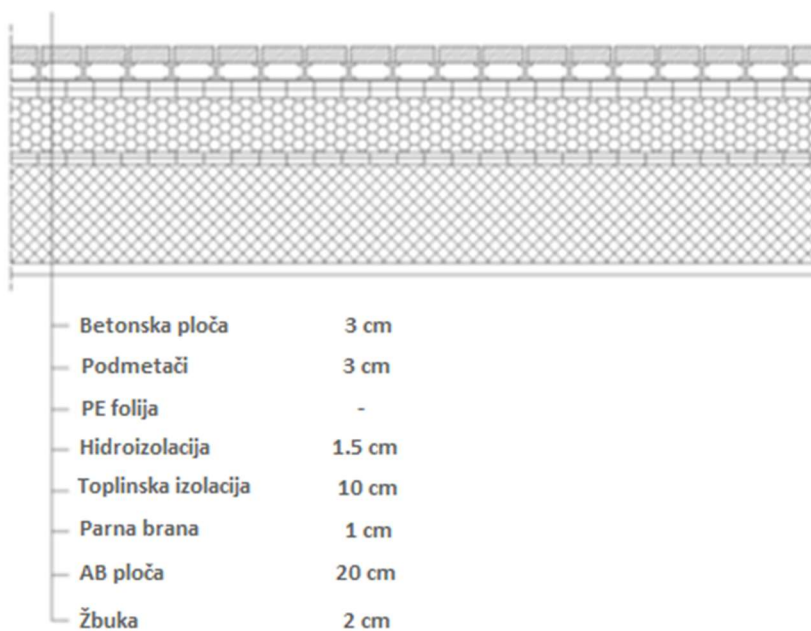 Betonska ploča 3 cm
Podmetači 3 cm
PE folija -
Hidroizolacija 1.5 cm
Toplinska izolacija 10 cm
Parna brana 1 cm
AB ploča 20 cm
Žbuka 2 cm